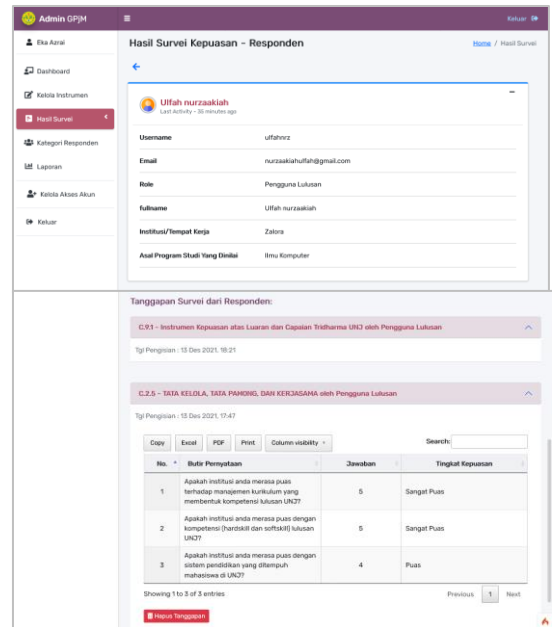 Admin GPjM
Keluar
Eka Azrai
Hasil Survei Kepuasan - Responden
Home / Hasil Survei
Dashboard
Kelola Instrumen
Hasil Survei
Kategori Responden
Laporan
Kelola Akses Akun
Keluar
Ulfah nurzaakiah
Last Activity - 35 minutes ago
Username ulfahnrz
Email nurzaakiahulfah@gmail.com
Role Pengguna Lulusan
fullname Ulfah nurzaakiah
Institusi/Tempat Kerja Zalora
Asal Program Studi Yang Dinilai Ilmu Komputer
Tanggapan Survei dari Responden:
C.9.1 - Instrumen Kepuasan atas Luaran dan Capaian Tridharma UNJ oleh Pengguna Lulusan
Tgl Pengisian : 13 Des 2021, 18:21
C.2.5 - TATA KELOLA, TATA PAMONG, DAN KERJASAMA oleh Pengguna Lulusan
Tgl Pengisian : 13 Des 2021, 17:47
Copy Excel PDF Print Column visibility
Search:
No. Butir Pernyataan Jawaban Tingkat Kepuasan
Apakah institusi anda merasa puas
1 terhadap manajemen kurikulum yang 5 Sangat Puas
membentuk kompetensi lulusan UNJ?
Apakah institusi anda merasa puas dengan
2 kompetensi (hardskill dan softskill) lulusan 5 Sangat Puas
UNJ?
Apakah institusi anda merasa puas dengan
3 sistem pendidikan yang ditempuh 4 Puas
mahasiswa di UNJ?
Showing 1 to 3 of 3 entries
Previous 1 Next
Hapus Tanggapan